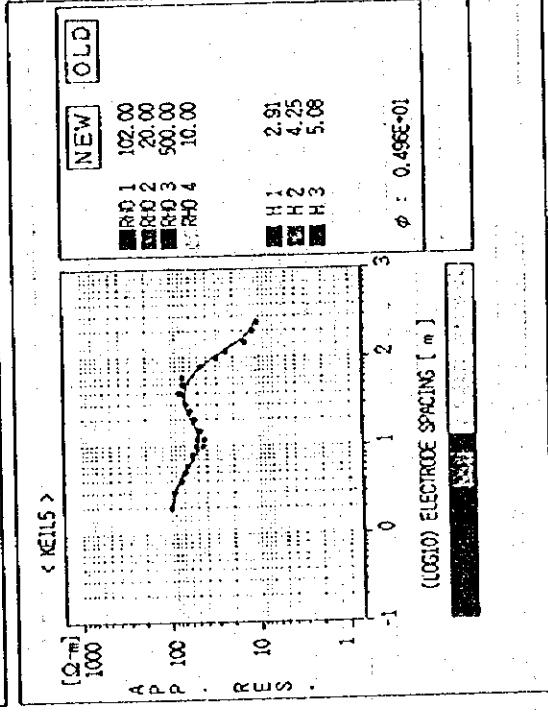 < KE1L5 >
[Ω-m]
1000
100
10
1
APP. RES.
-1 0 1 2 3
(LOG10) ELECTRODE SPACING [ m ]
NEW OLD
RHO 1 102.00
RHO 2 20.00
RHO 3 500.00
RHO 4 10.00
H 1 2.91
H 2 4.25
H 3 5.08
φ : 0.496E+01